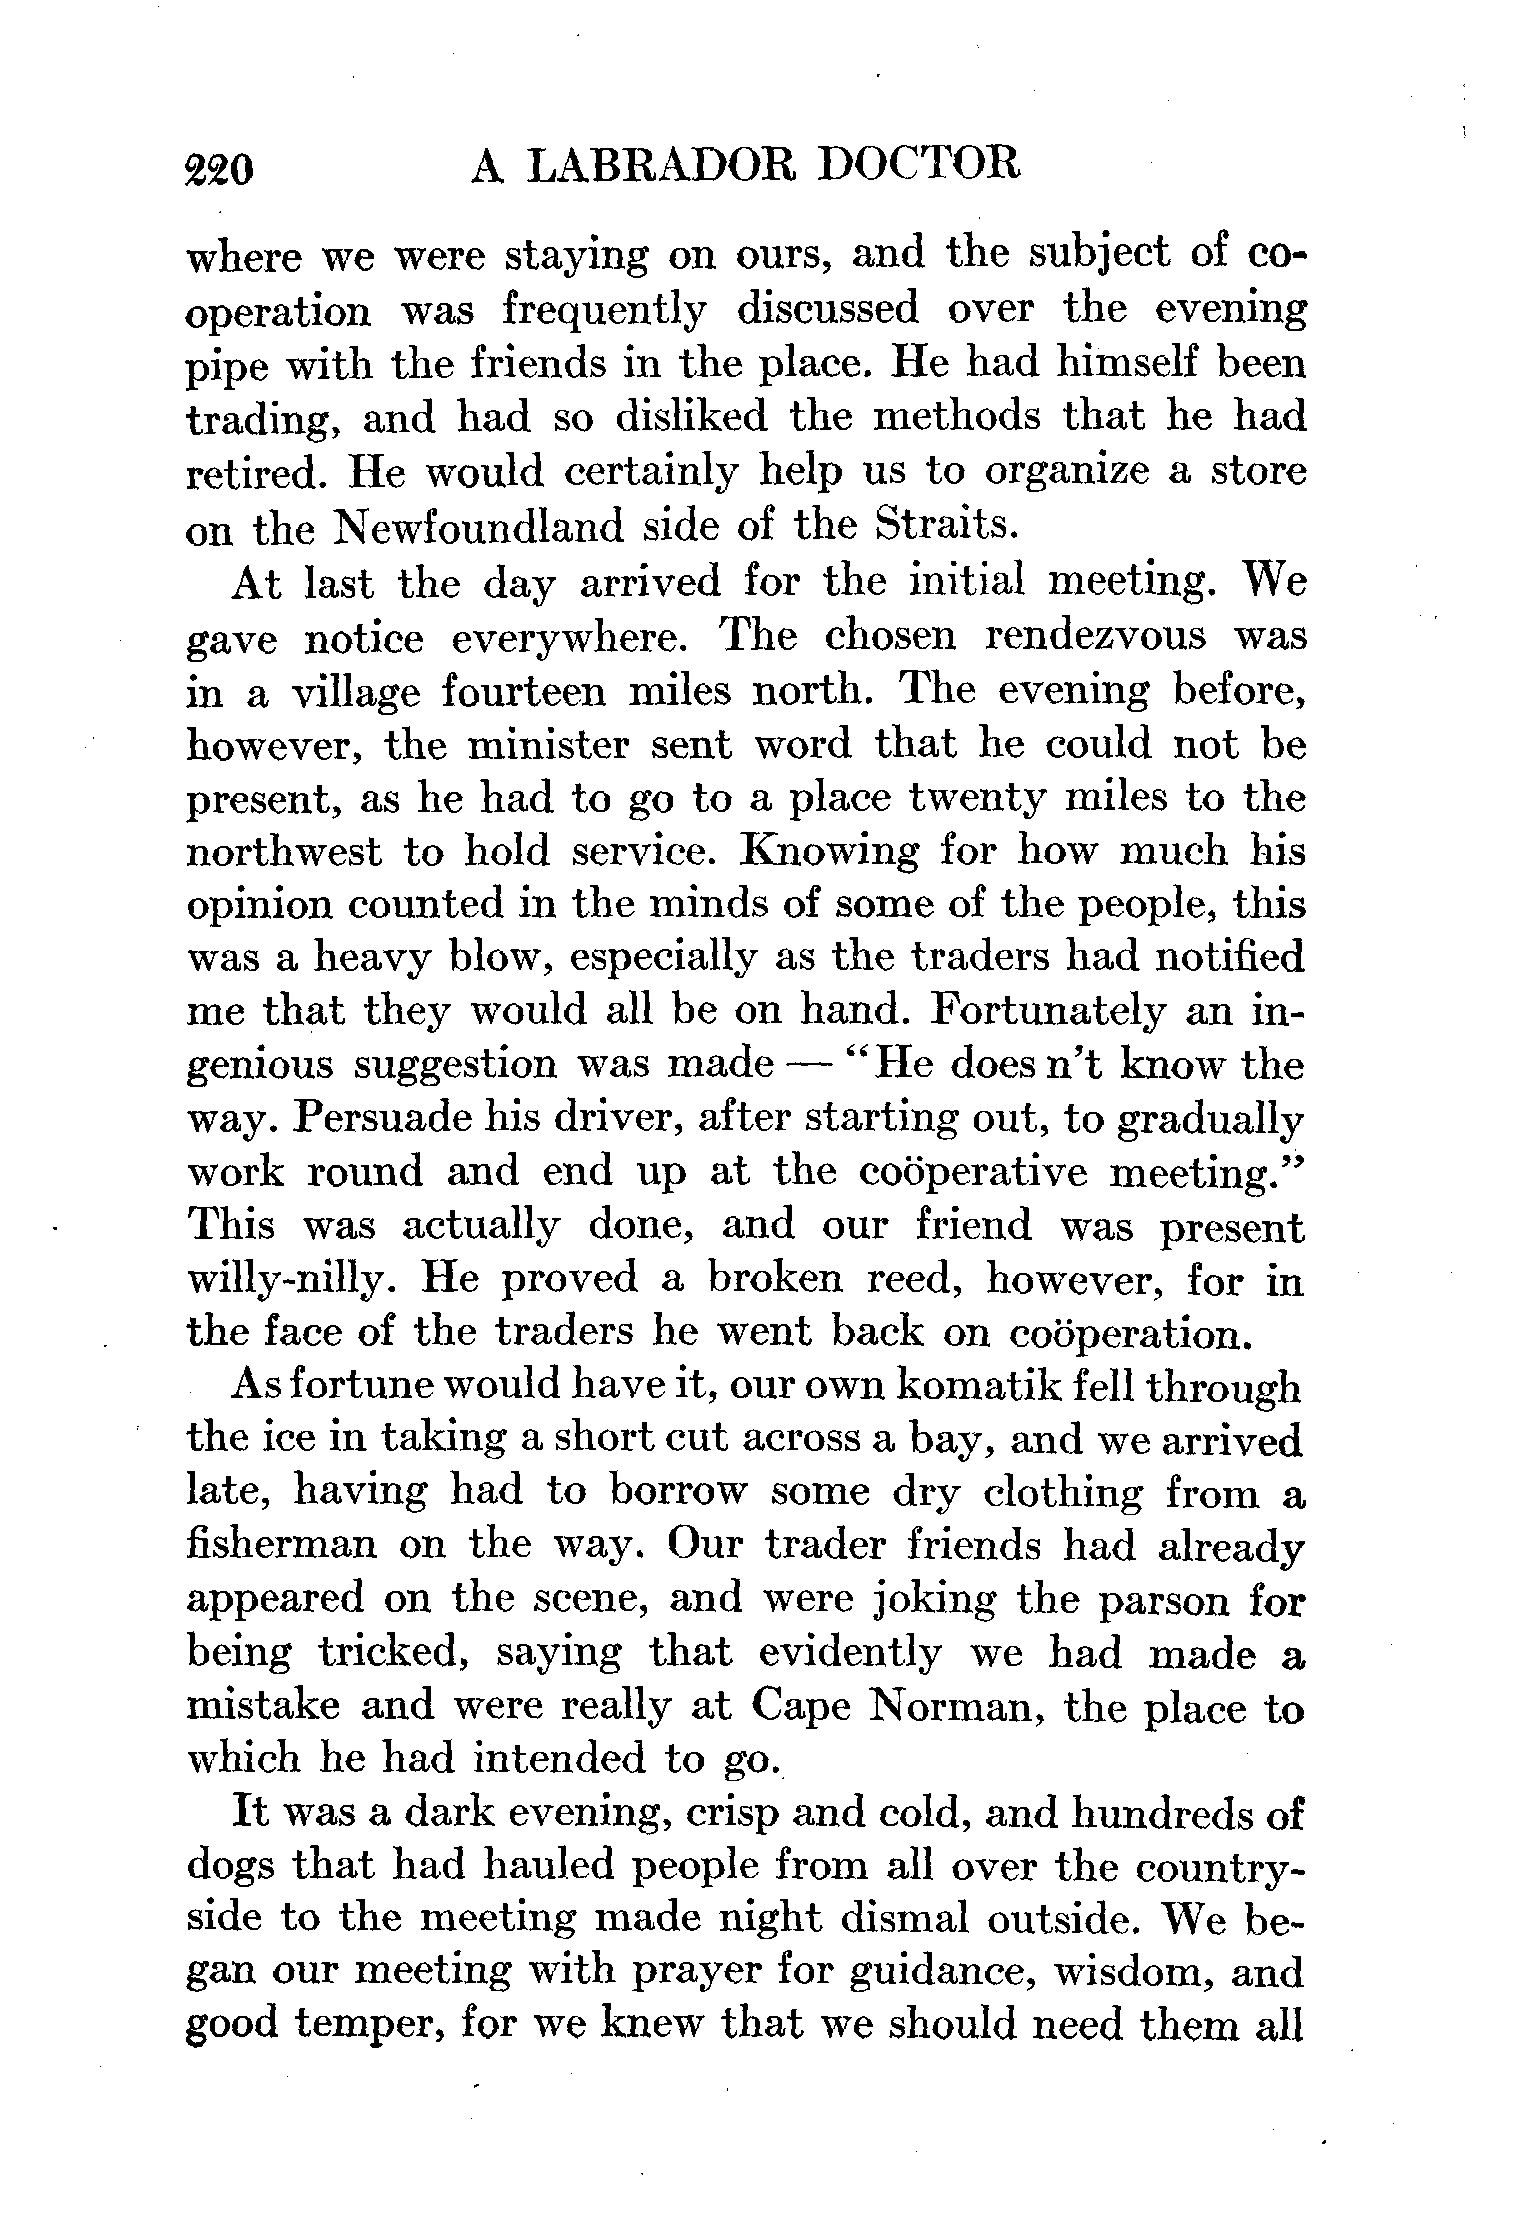 220 A LABRADOR DOCTOR
where we were staying on ours, and the subject of co-
operation was frequently discussed over the evening
pipe with the friends in the place. He had himself been
trading, and had so disliked the methods that he had
retired. He would certainly help us to organize a store
on the Newfoundland side of the Straits.
At last the day arrived for the initial meeting. We
gave notice everywhere. The chosen rendezvous was
in a village fourteen miles north. The evening before,
however, the minister sent word that he could not be
present, as he had to go to a place twenty miles to the
northwest to hold service. Knowing for how much his
opinion counted in the minds of some of the people, this
was a heavy blow, especially as the traders had notified
me that they would all be on hand. Fortunately an in-
genious suggestion was made — “He does n't know the
way. Persuade his driver, after starting out, to gradually
work round and end up at the coöperative meeting.”
This was actually done, and our friend was present
willy-nilly. He proved a broken reed, however, for in
the face of the traders he went back on coöperation.
As fortune would have it, our own komatik fell through
the ice in taking a short cut across a bay, and we arrived
late, having had to borrow some dry clothing from a
fisherman on the way. Our trader friends had already
appeared on the scene, and were joking the parson for
being tricked, saying that evidently we had made a
mistake and were really at Cape Norman, the place to
which he had intended to go.
It was a dark evening, crisp and cold, and hundreds of
dogs that had hauled people from all over the country-
side to the meeting made night dismal outside. We be-
gan our meeting with prayer for guidance, wisdom, and
good temper, for we knew that we should need them all